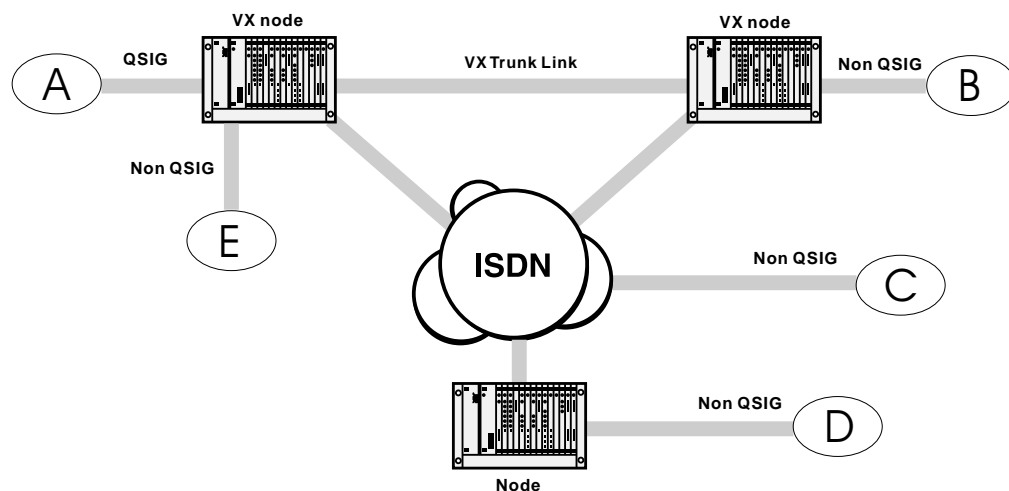 VX node
VX node
QSIG
VX Trunk Link
Non QSIG
A
B
Non QSIG
E
ISDN
Non QSIG
C
Non QSIG
D
Node